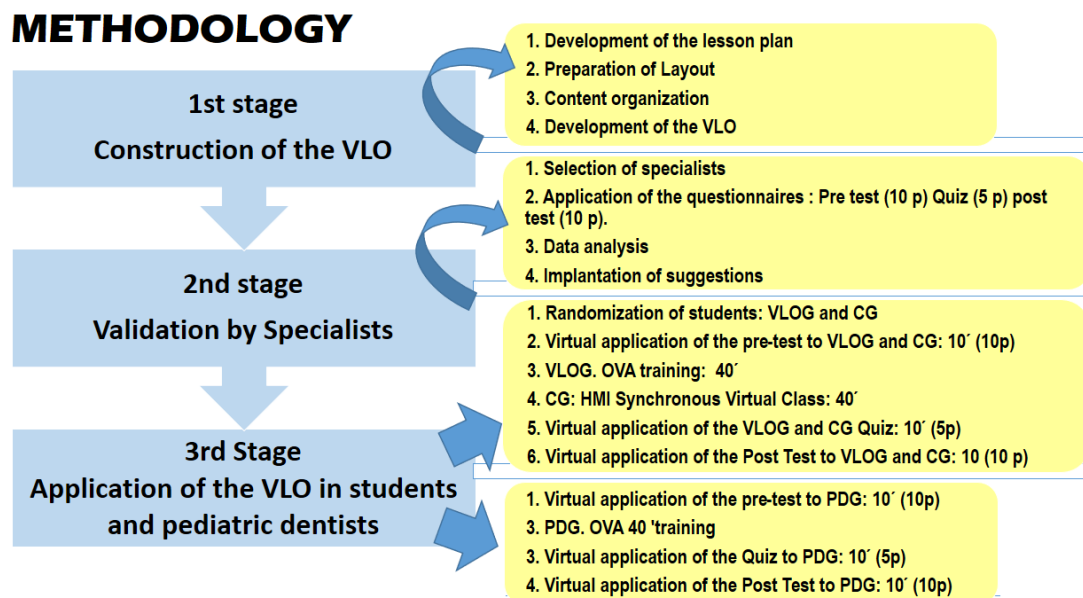 METHODOLOGY
1st stage
Construction of the VLO
1. Development of the lesson plan
2. Preparation of Layout
3. Content organization
4. Development of the VLO
2nd stage
Validation by Specialists
1. Selection of specialists
2. Application of the questionnaires : Pre test (10 p) Quiz (5 p) post
test (10 p).
3. Data analysis
4. Implantation of suggestions
3rd Stage
Application of the VLO in students
and pediatric dentists
1. Randomization of students: VLOG and CG
2. Virtual application of the pre-test to VLOG and CG: 10´ (10p)
3. VLOG. OVA training:  40´
4. CG: HMI Synchronous Virtual Class: 40´
5. Virtual application of the VLOG and CG Quiz: 10´ (5p)
6. Virtual application of the Post Test to VLOG and CG: 10 (10 p)
1. Virtual application of the pre-test to PDG: 10´ (10p)
3. PDG. OVA 40 'training
3. Virtual application of the Quiz to PDG: 10´ (5p)
4. Virtual application of the Post Test to PDG: 10´ (10p)